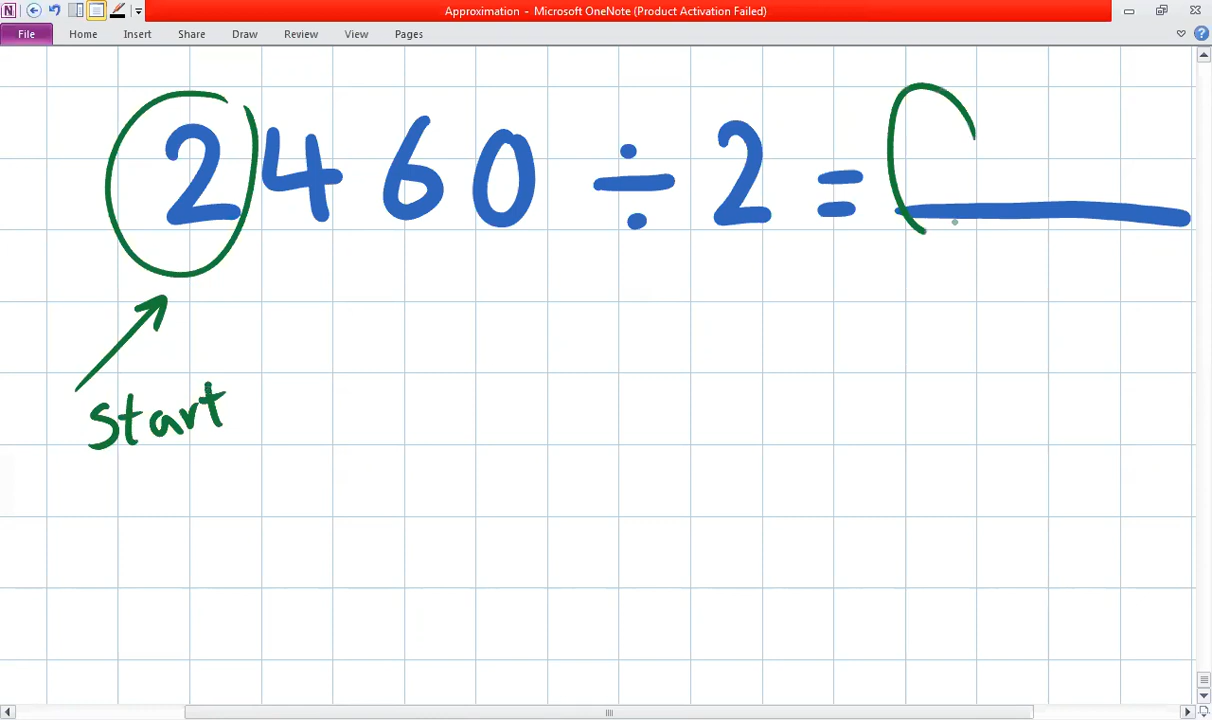 Approximation - Microsoft OneNote (Product Activation Failed)
File Home Insert Share Draw Review View Pages
2460 ÷ 2 =
Start